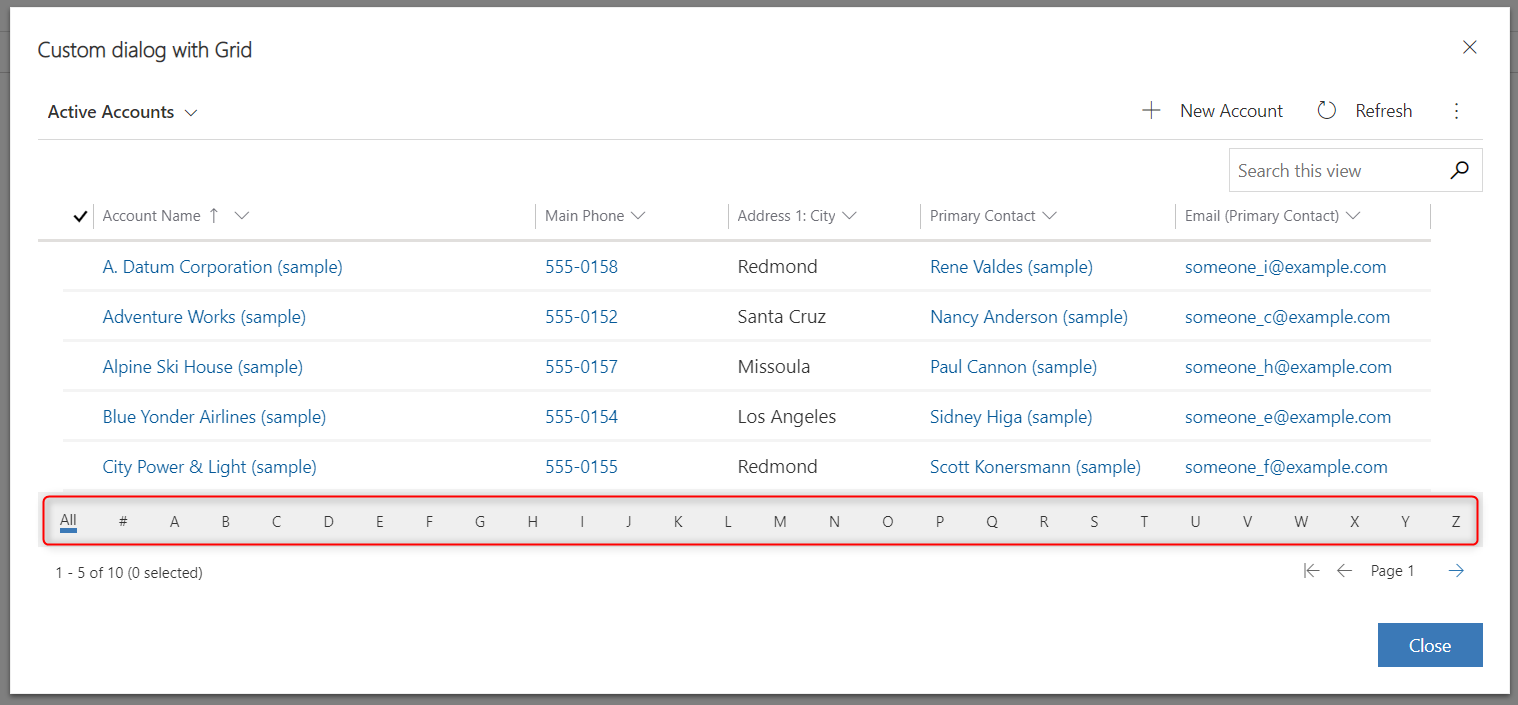 Custom dialog with Grid
Active Accounts New Account Refresh
Search this view
Account Name Main Phone Address 1: City Primary Contact Email (Primary Contact)
A. Datum Corporation (sample) 555-0158 Redmond Rene Valdes (sample) someone_i@example.com
Adventure Works (sample) 555-0152 Santa Cruz Nancy Anderson (sample) someone_c@example.com
Alpine Ski House (sample) 555-0157 Missoula Paul Cannon (sample) someone_h@example.com
Blue Yonder Airlines (sample) 555-0154 Los Angeles Sidney Higa (sample) someone_e@example.com
City Power & Light (sample) 555-0155 Redmond Scott Konersmann (sample) someone_f@example.com
All # A B C D E F G H I J K L M N O P Q R S T U V W X Y Z
1 - 5 of 10 (0 selected) Page 1
Close